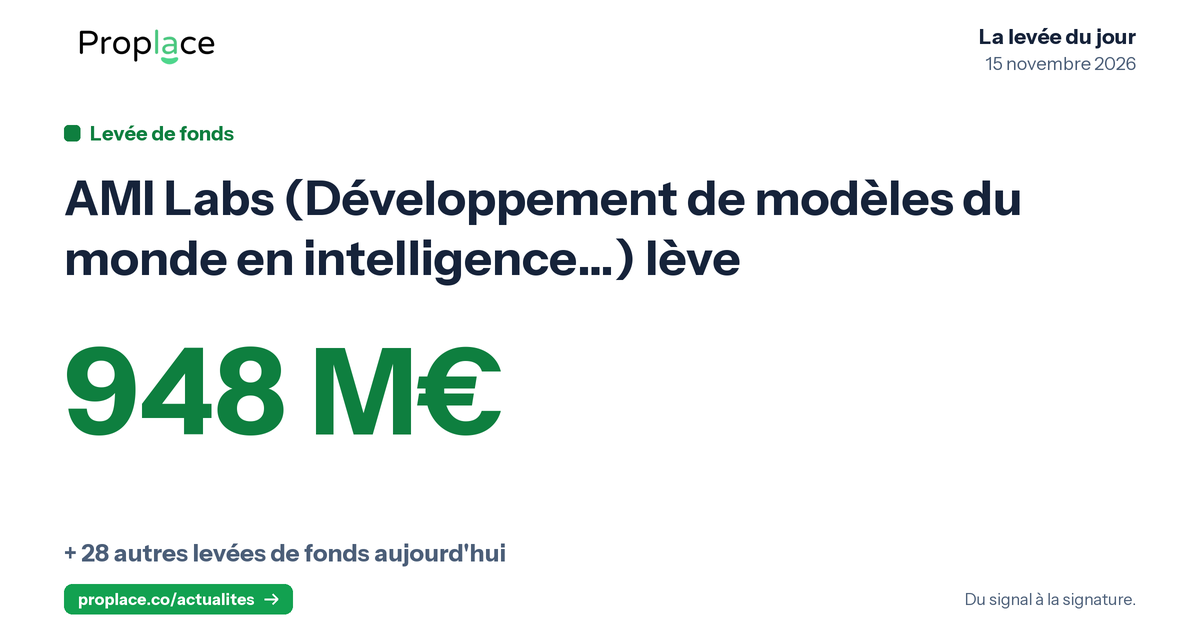 Proplace
La levée du jour
15 novembre 2026
Levée de fonds
AMI Labs (Développement de modèles du
monde en intelligence...) lève
948 M€
+ 28 autres levées de fonds aujourd'hui
proplace.co/actualites →
Du signal à la signature.